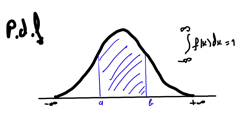 P.d.f
∫ f(x)dx = 1
∞
-∞
-∞ a b +∞